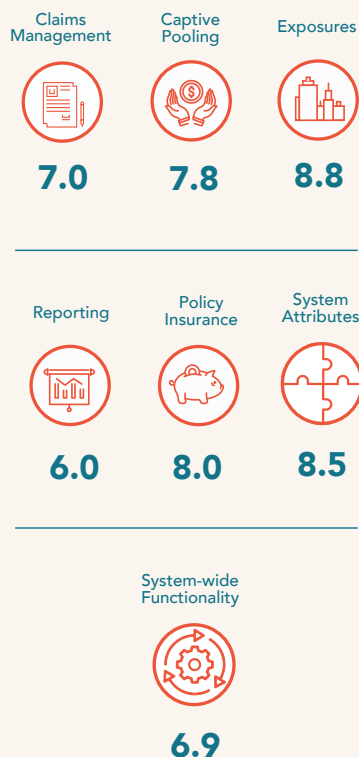 Claims
Management
Captive
Pooling
Exposures
$
7.0
7.8
8.8
Reporting
Policy
Insurance
System
Attributes
6.0
8.0
8.5
System-wide
Functionality
6.9